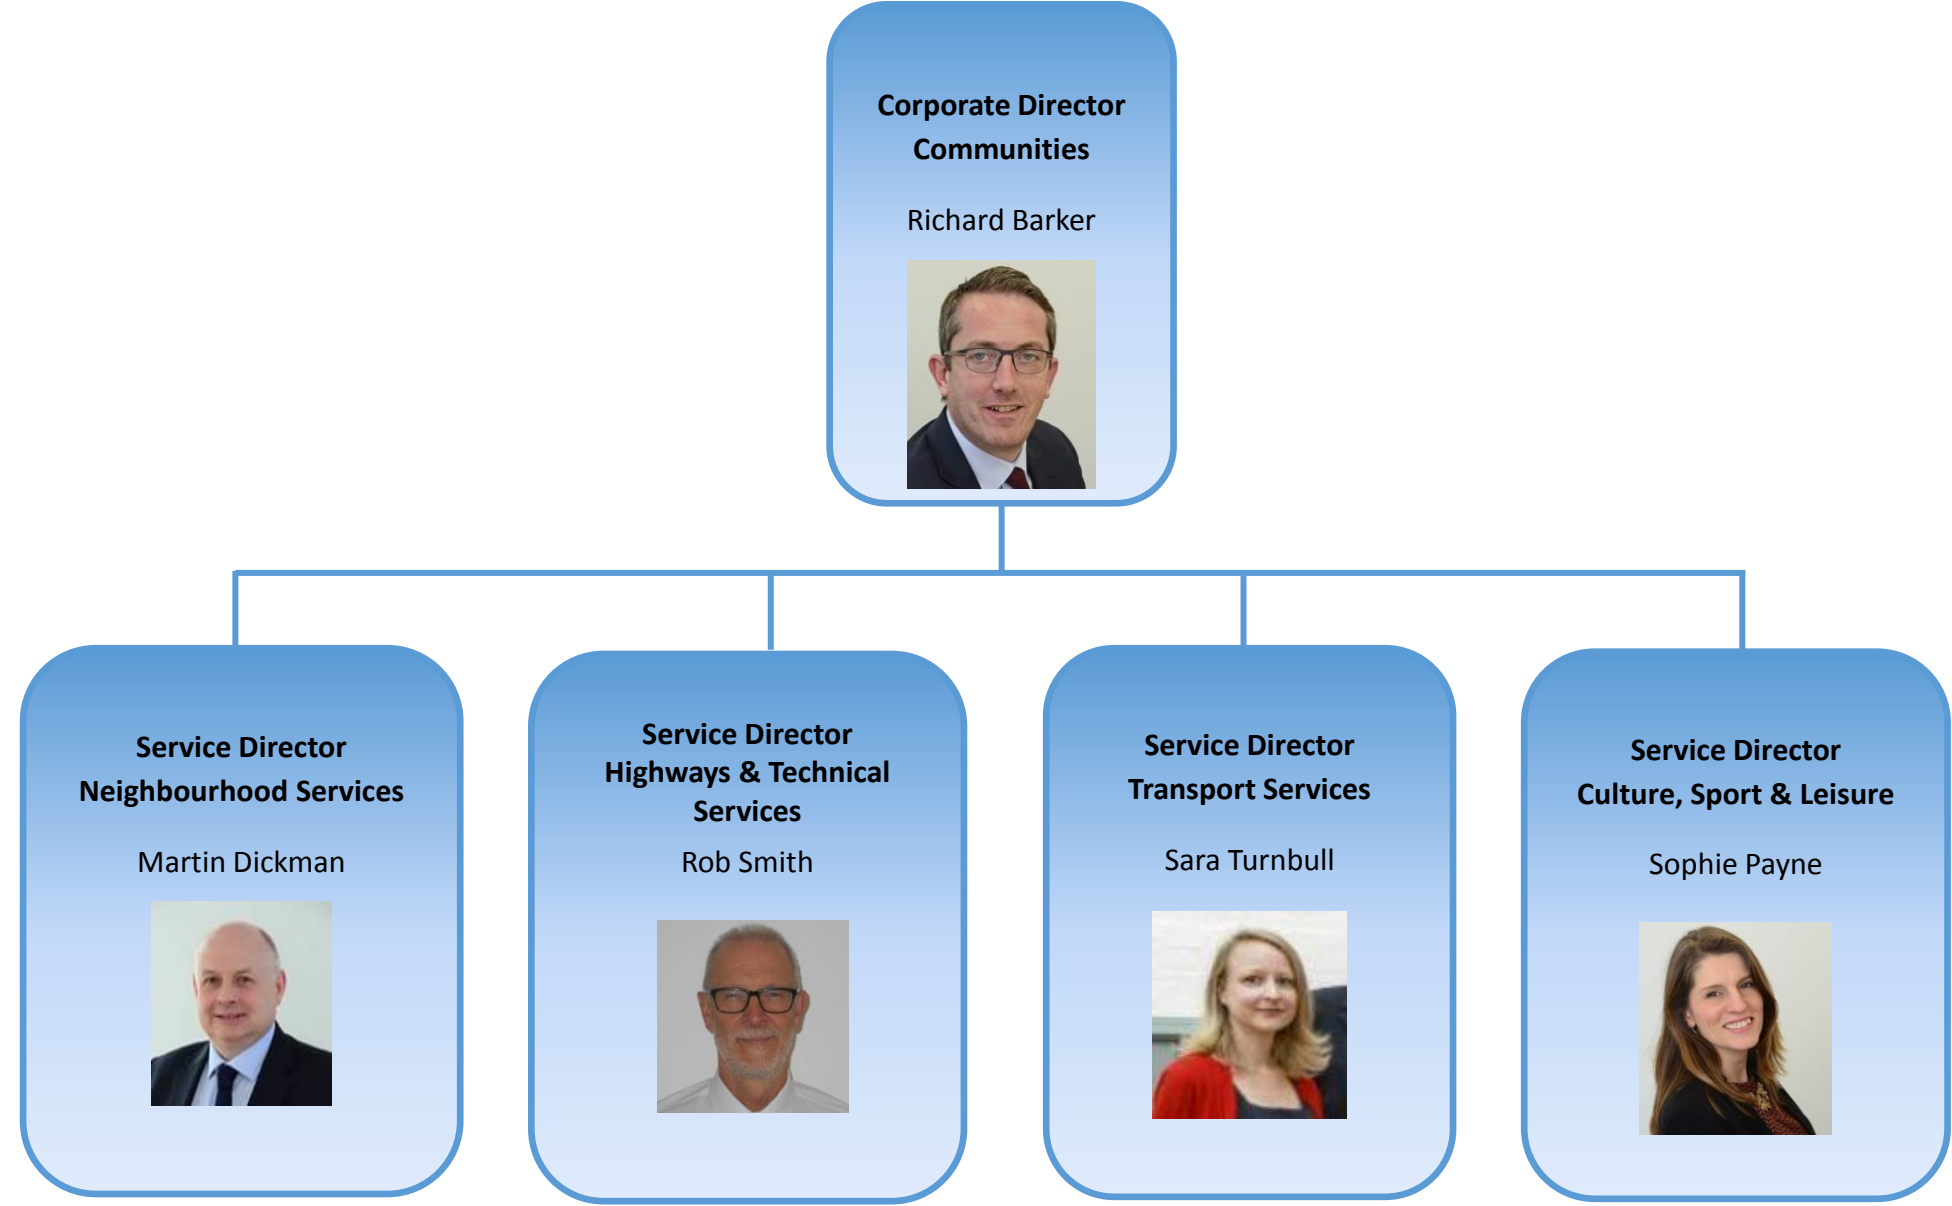 Corporate Director
Communities
Richard Barker
Service Director
Neighbourhood Services
Martin Dickman
Service Director
Highways & Technical
Services
Rob Smith
Service Director
Transport Services
Sara Turnbull
Service Director
Culture, Sport & Leisure
Sophie Payne